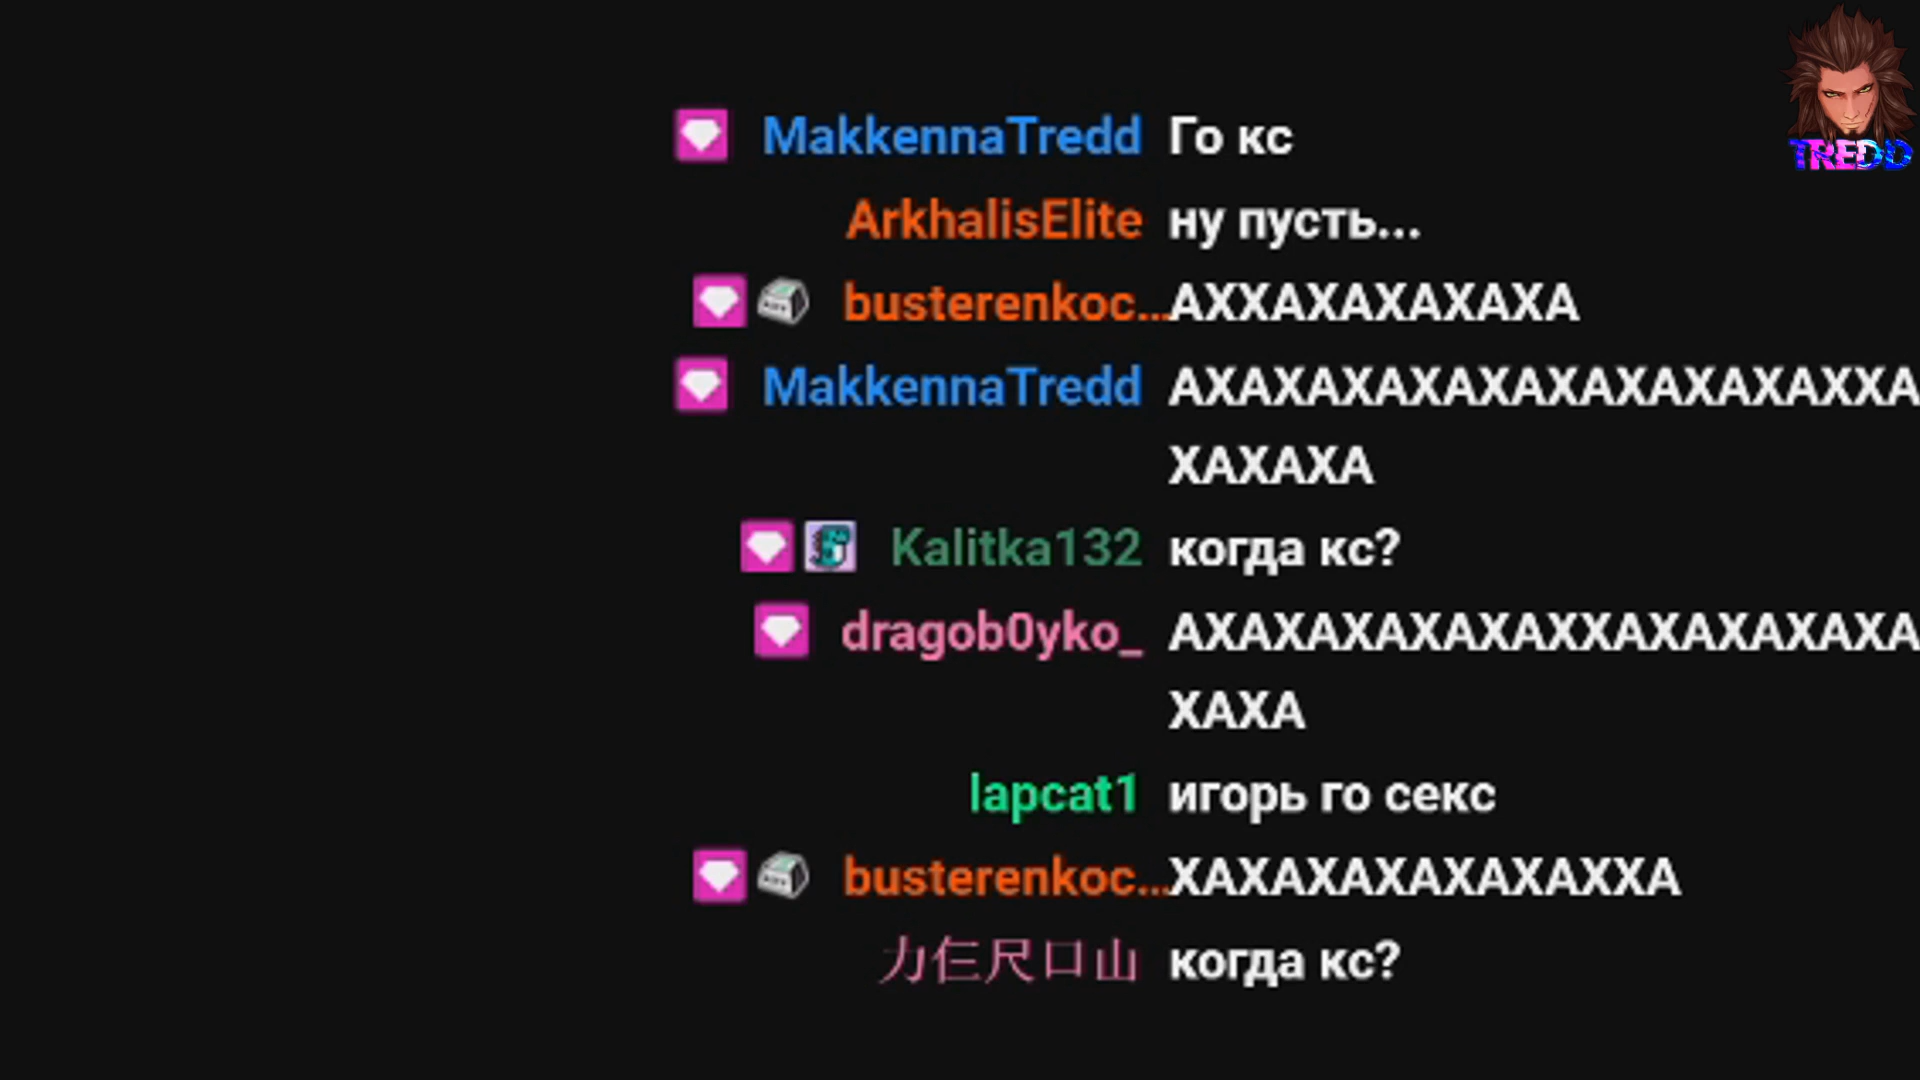 MakkennaTredd Го кс
ArkhalisElite ну пусть...
busterenkoc... АХХАХАХАХАХА
MakkennaTredd АХАХАХАХАХАХАХАХАХАХХА
ХАХАХА
Kalitka132 когда кс?
dragob0yko_ АХАХАХАХАХАХХАХАХАХАХА
ХАХА
lapcat1 игорь го секс
busterenkoc... ХАХАХАХАХАХАХХА
力仨尺口山 когда кс?
TREDD